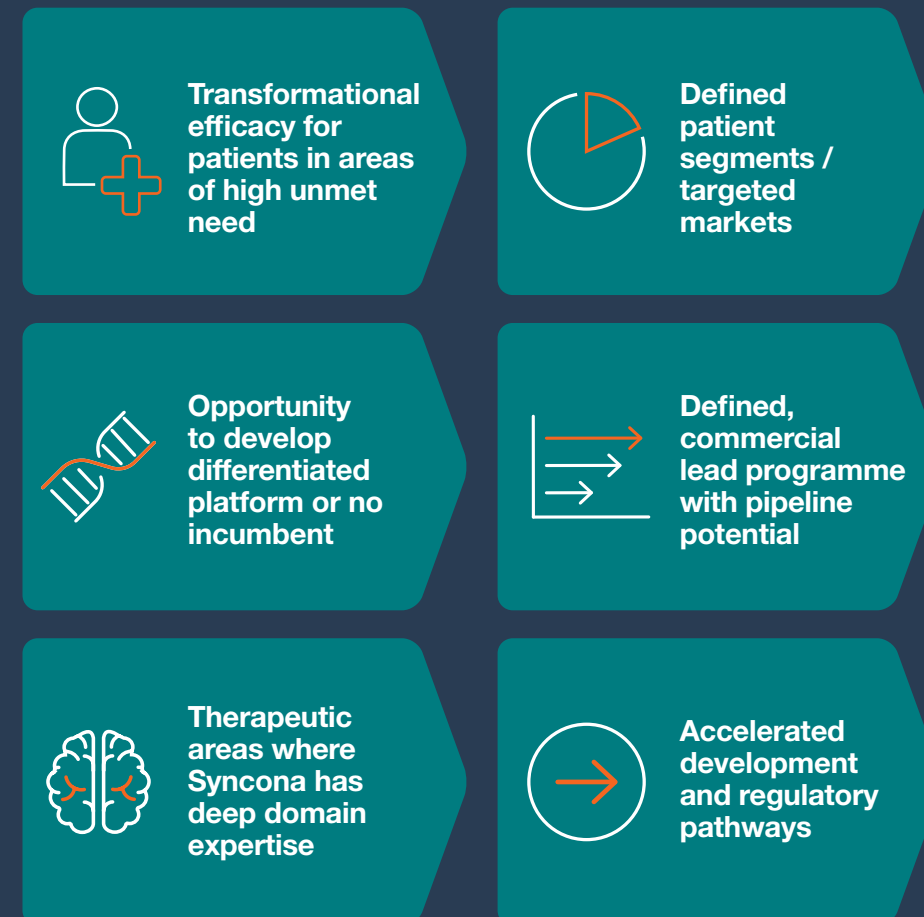 Transformational
efficacy for
patients in areas
of high unmet
need
Defined
patient
segments /
targeted
markets
Opportunity
to develop
differentiated
platform or no
incumbent
Defined,
commercial
lead programme
with pipeline
potential
Therapeutic
areas where
Syncona has
deep domain
expertise
Accelerated
development
and regulatory
pathways